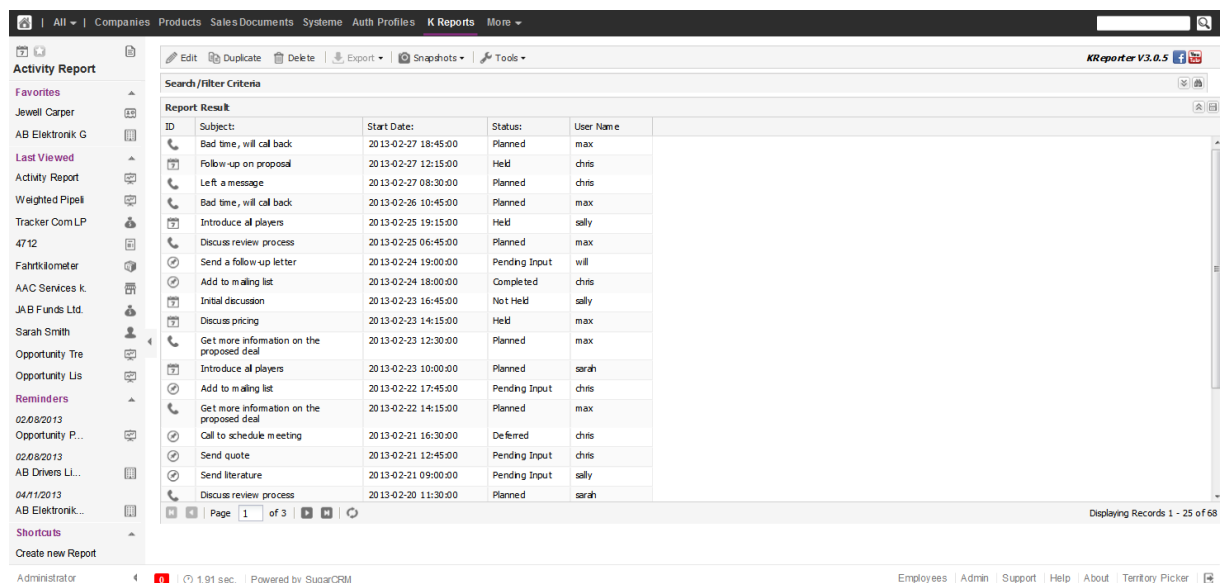 | All | Companies Products Sales Documents Systeme Auth Profiles K Reports More
Activity Report
Favorites
Jewell Carper
AB Elektronik G
Last Viewed
Activity Report
Weighted Pipeli
Tracker Com LP
4712
Fahrtkilometer
AAC Services k.
JAB Funds Ltd.
Sarah Smith
Opportunity Tre
Opportunity Lis
Reminders
02/08/2013
Opportunity P...
02/08/2013
AB Drivers Li...
04/11/2013
AB Elektronik...
Shortcuts
Create new Report
Edit Duplicate Delete Export Snapshots Tools KReporter V3.0.5
Search/Filter Criteria
Report Result
ID Subject: Start Date: Status: User Name
Bad time, will call back 2013-02-27 18:45:00 Planned max
Follow-up on proposal 2013-02-27 12:15:00 Held chris
Left a message 2013-02-27 08:30:00 Planned chris
Bad time, will call back 2013-02-26 10:45:00 Planned max
Introduce all players 2013-02-25 19:15:00 Held sally
Discuss review process 2013-02-25 06:45:00 Planned max
Send a follow-up letter 2013-02-24 19:00:00 Pending Input will
Add to mailing list 2013-02-24 18:00:00 Completed chris
Initial discussion 2013-02-23 16:45:00 Not Held sally
Discuss pricing 2013-02-23 14:15:00 Held max
Get more information on the 2013-02-23 12:30:00 Planned max
proposed deal
Introduce all players 2013-02-23 10:00:00 Planned sarah
Add to mailing list 2013-02-22 17:45:00 Pending Input chris
Get more information on the 2013-02-22 14:15:00 Planned max
proposed deal
Call to schedule meeting 2013-02-21 16:30:00 Deferred chris
Send quote 2013-02-21 12:45:00 Pending Input chris
Send literature 2013-02-21 09:00:00 Pending Input sally
Discuss review process 2013-02-20 11:30:00 Planned sarah
Page 1 of 3 Displaying Records 1 - 25 of 68
Administrator 0 1.91 sec. Powered by SugarCRM Employees Admin Support Help About Territory Picker